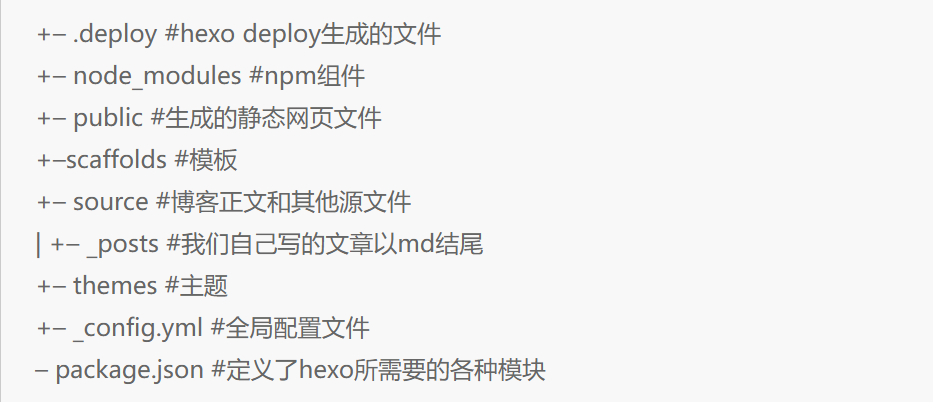 +– .deploy #hexo deploy生成的文件
+– node_modules #npm组件
+– public #生成的静态网页文件
+–scaffolds #模板
+– source #博客正文和其他源文件
| +– _posts #我们自己写的文章以md结尾
+– themes #主题
+– _config.yml #全局配置文件
– package.json #定义了hexo所需要的各种模块